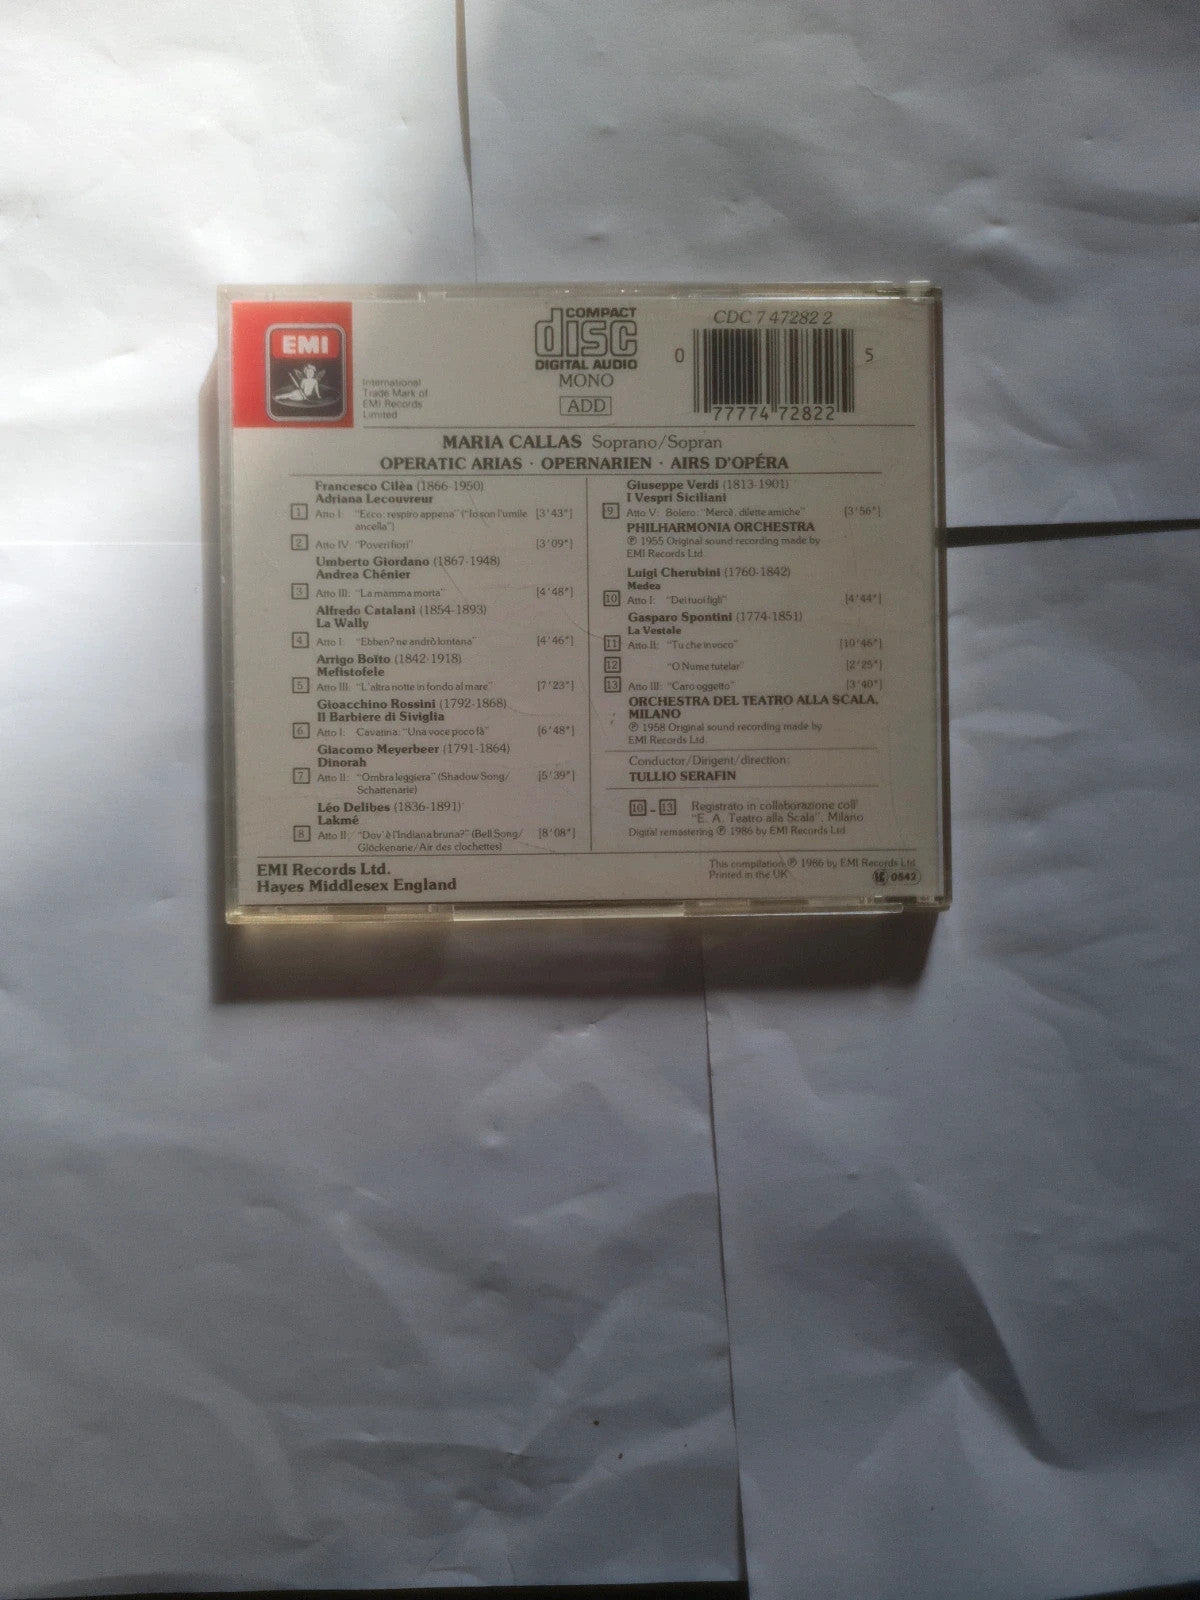 EMI
International
Trade Mark of
EMI Records
Limited
COMPACT
disc
DIGITAL AUDIO
MONO
ADD
CDC 7 47282 2
0 77774 72822 5
MARIA CALLAS Soprano/Sopran
OPERATIC ARIAS · OPERNARIEN · AIRS D'OPÉRA
Francesco Cilèa (1866-1950)
Adriana Lecouvreur
1 Atto I: "Ecco: respiro appena" ("Io son l'umile [3'43"]
ancella")
2 Atto IV: "Poveri fiori" [3'09"]
Umberto Giordano (1867-1948)
Andrea Chénier
3 Atto III: "La mamma morta" [4'48"]
Alfredo Catalani (1854-1893)
La Wally
4 Atto I: "Ebben? ne andrò lontana" [4'46"]
Arrigo Boïto (1842-1918)
Mefistofele
5 Atto III: "L'altra notte in fondo al mare" [7'23"]
Gioacchino Rossini (1792-1868)
Il Barbiere di Siviglia
6 Atto I: Cavatina: "Una voce poco fà" [6'48"]
Giacomo Meyerbeer (1791-1864)
Dinorah
7 Atto II: "Ombra leggiera" (Shadow Song/ [5'39"]
Schattenarie)
Léo Delibes (1836-1891)
Lakmé
8 Atto II: "Dov'è l'Indiana bruna?" (Bell Song/ [8'08"]
Glöckenarie/Air des clochettes)
Giuseppe Verdi (1813-1901)
I Vespri Siciliani
9 Atto V: Bolero: "Mercè, dilette amiche" [3'56"]
PHILHARMONIA ORCHESTRA
℗ 1955 Original sound recording made by
EMI Records Ltd.
Luigi Cherubini (1760-1842)
Medea
10 Atto I: "Dei tuoi figli" [4'44"]
Gasparo Spontini (1774-1851)
La Vestale
11 Atto II: "Tu che invoco" [10'46"]
12 "O Nume tutelar" [2'25"]
13 Atto III: "Caro oggetto" [3'40"]
ORCHESTRA DEL TEATRO ALLA SCALA,
MILANO
℗ 1958 Original sound recording made by
EMI Records Ltd.
Conductor/Dirigent/direction:
TULLIO SERAFIN
10 - 13 Registrato in collaborazione coll'
"E. A. Teatro alla Scala", Milano
Digital remastering ℗ 1986 by EMI Records Ltd.
EMI Records Ltd.
Hayes Middlesex England
This compilation ℗ 1986 by EMI Records Ltd.
Printed in the UK
0542